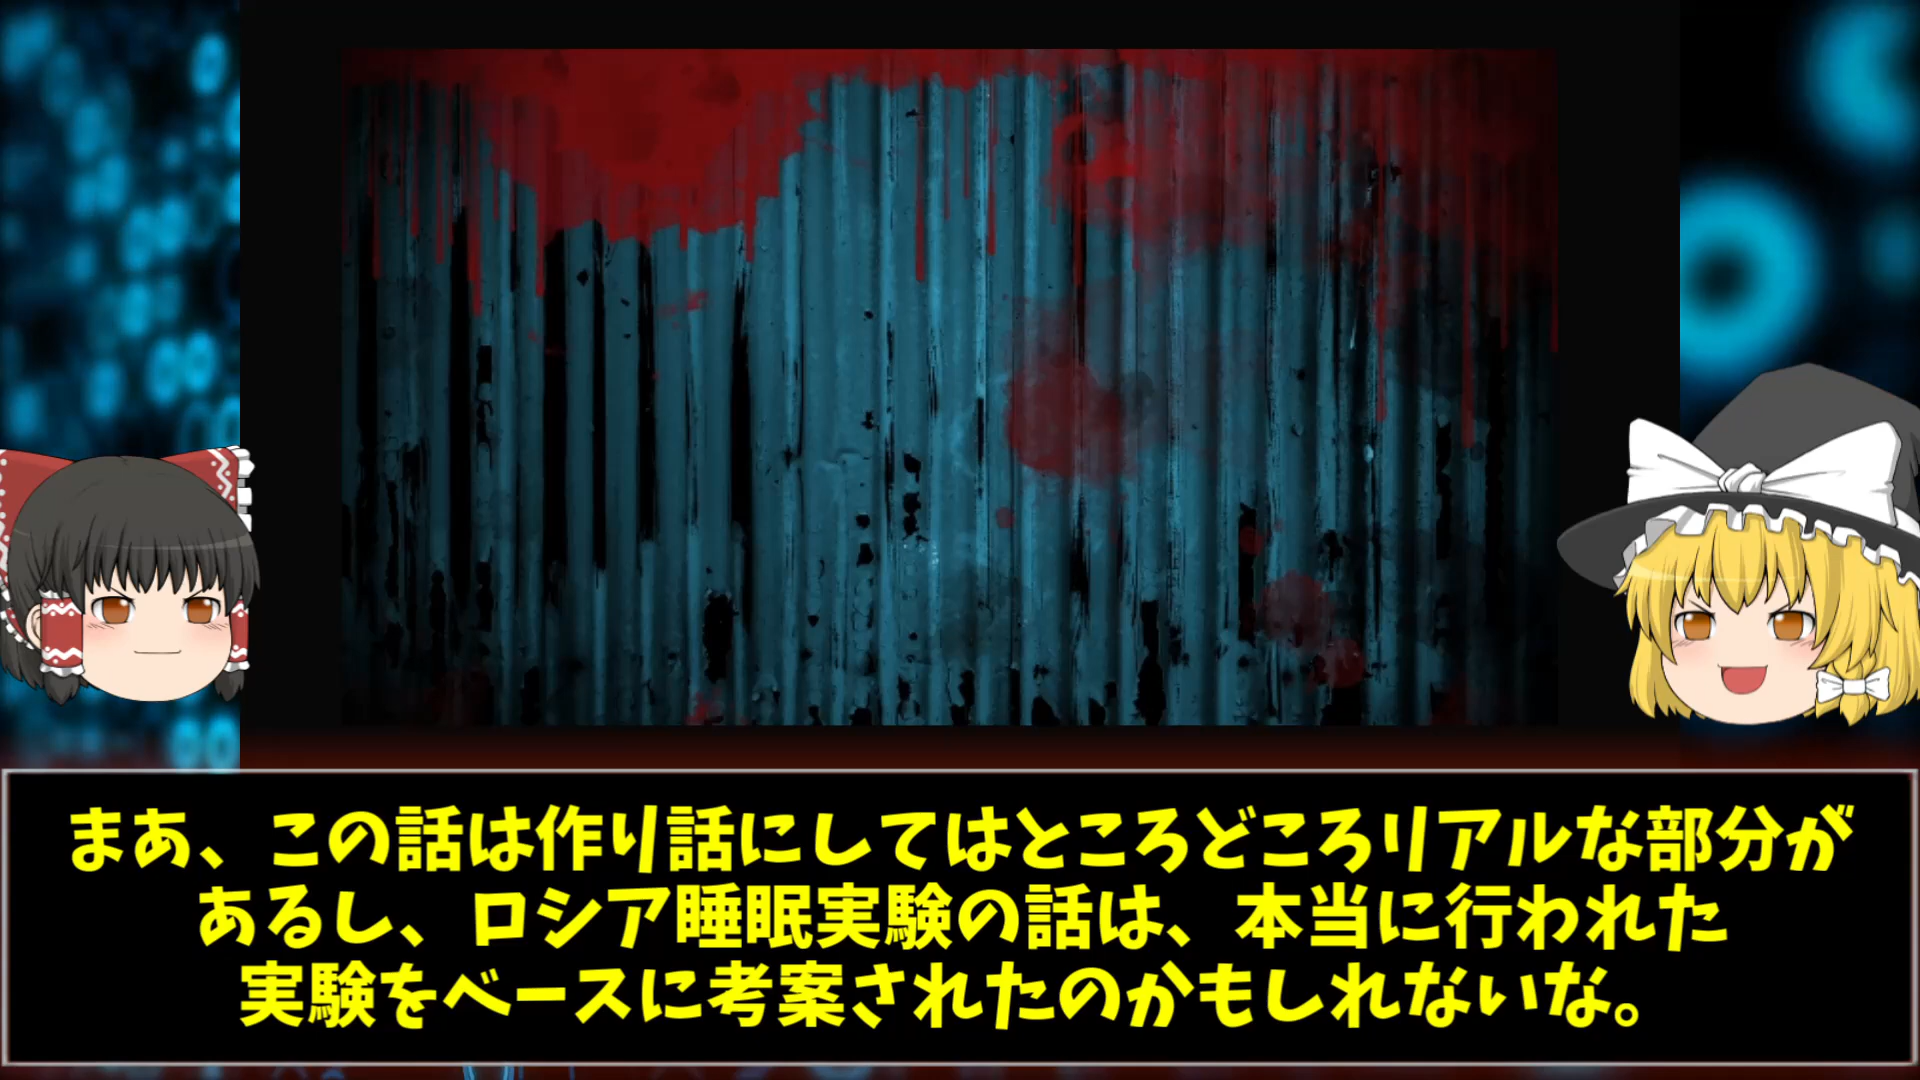 まあ、この話は作り話にしてはところどころリアルな部分が
あるし、ロシア睡眠実験の話は、本当に行われた
実験をベースに考案されたのかもしれないな。